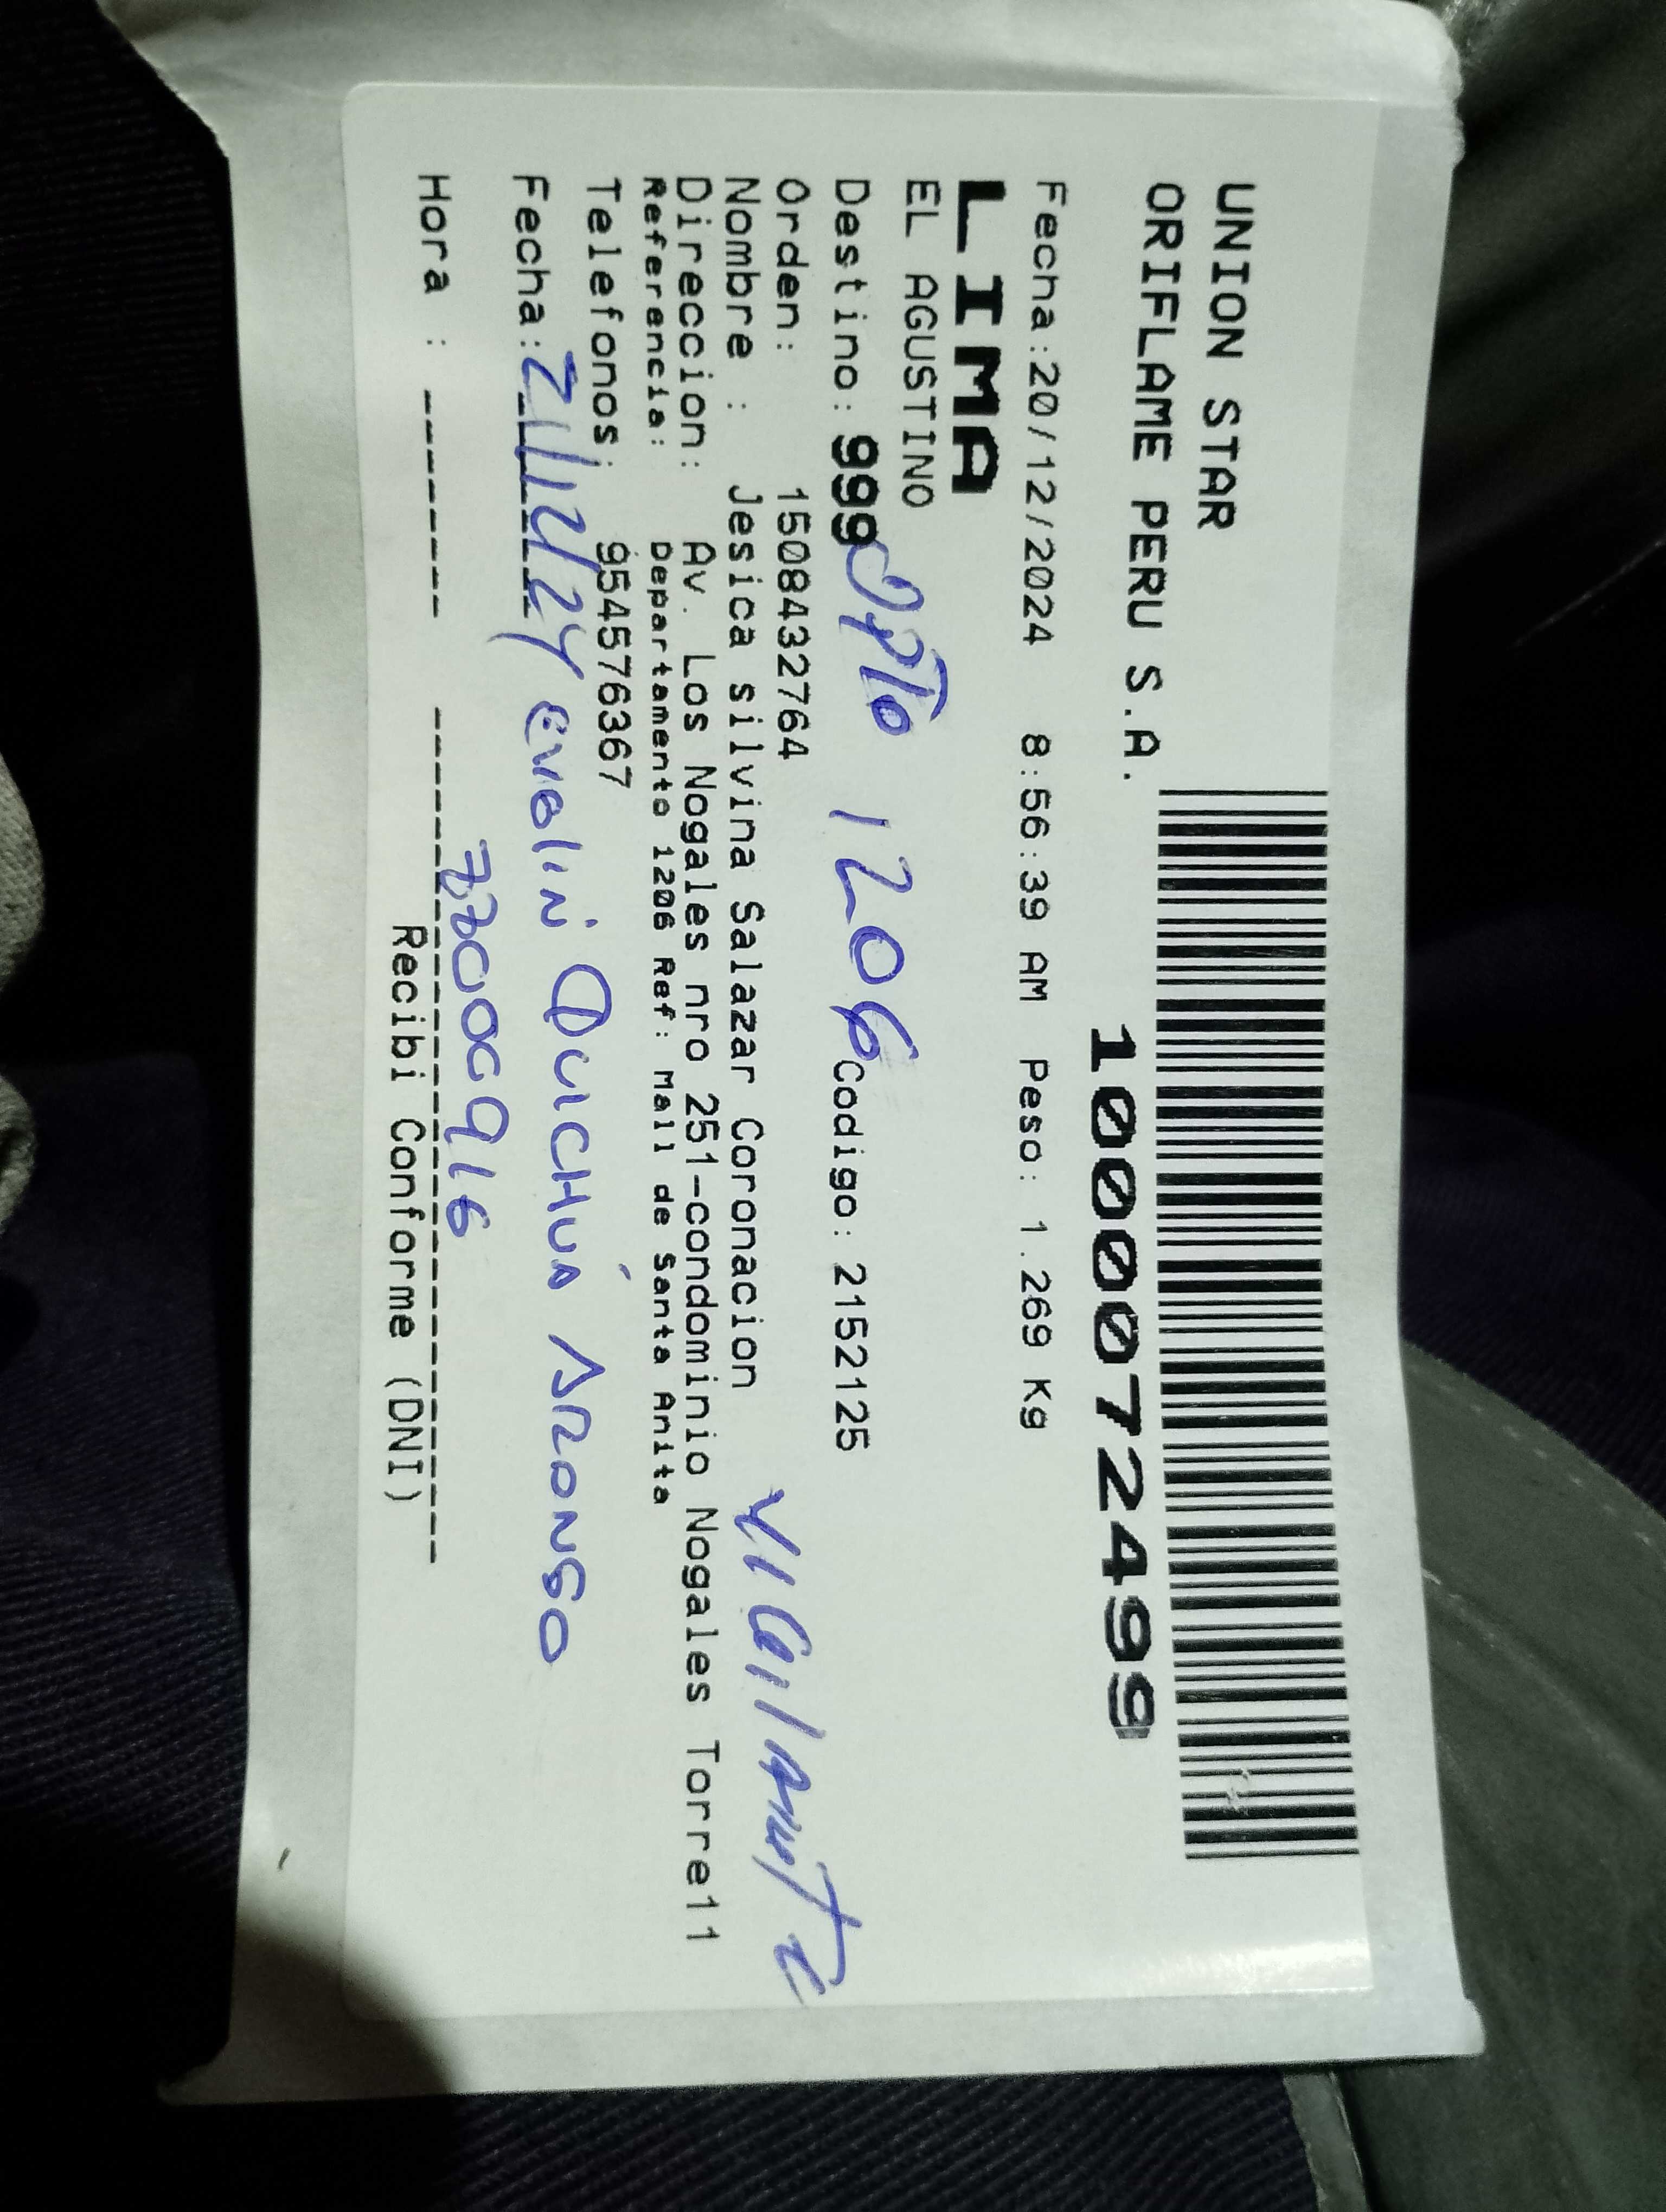 UNION STAR
ORIFLAME PERU S.A.
1000072499
Fecha:20/12/2024 8:56:39 AM Peso: 1.269 Kg
LIMA
EL AGUSTINO
Destino: 999 Dpto 1206 Codigo: 2152125
Orden: 1508432764
Nombre : Jesica silvina Salazar Coronacion VIGILANTE
Direccion: Av. Los Nogales nro 251-condominio Nogales Torre11
Referencia: Departamento 1206 Ref: Mall de Santa Anita
Telefonos: 954576367
Fecha: 21/12/24 EVELIN QUICHUA
Hora :
Recibi Conforme (DNI)